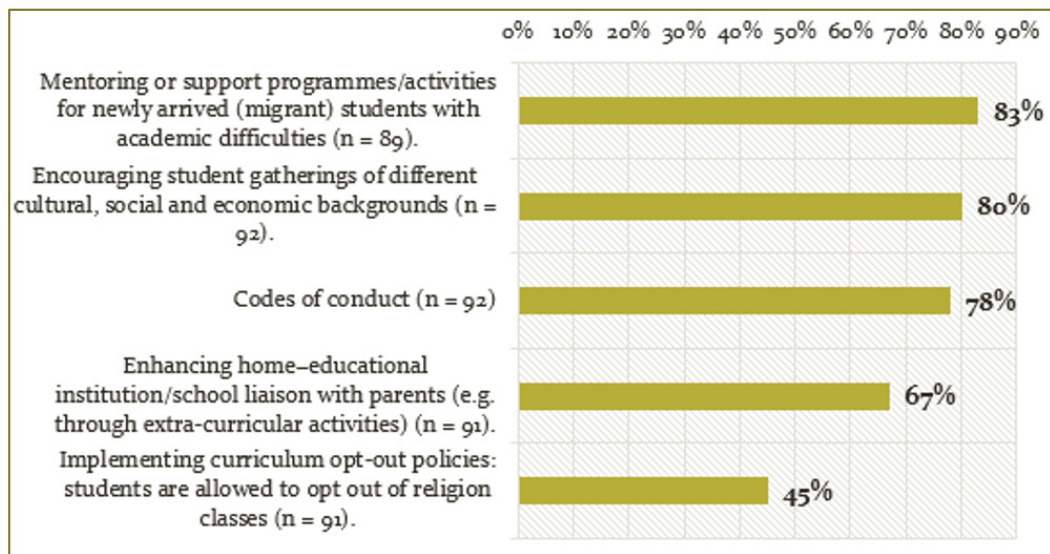 0% 10% 20% 30% 40% 50% 60% 70% 80% 90%
Mentoring or support programmes/activities
for newly arrived (migrant) students with
academic difficulties (n = 89).
83%
Encouraging student gatherings of different
cultural, social and economic backgrounds (n =
92).
80%
Codes of conduct (n = 92)
78%
Enhancing home–educational
institution/school liaison with parents (e.g.
through extra-curricular activities) (n = 91).
67%
Implementing curriculum opt-out policies:
students are allowed to opt out of religion
classes (n = 91).
45%